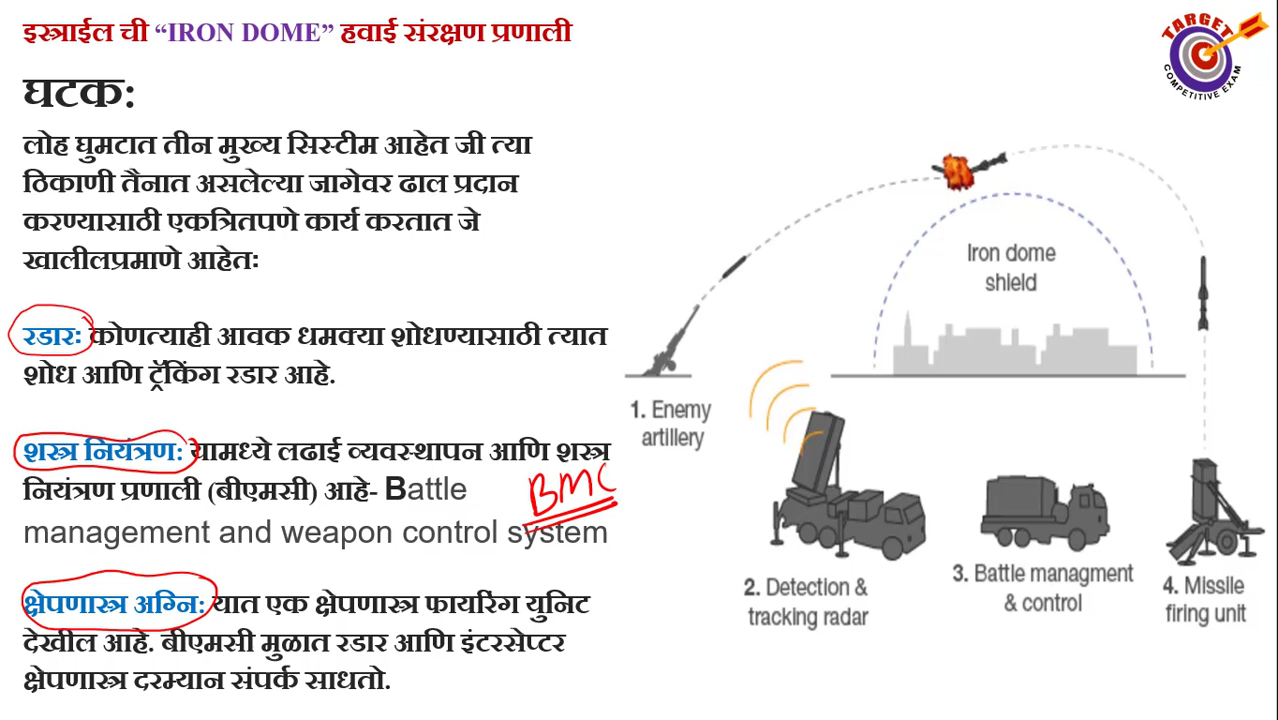 इस्त्राईल ची “IRON DOME” हवाई संरक्षण प्रणाली
TARGET
COMPETITIVE EXAM
घटक:
लोह घुमटात तीन मुख्य सिस्टीम आहेत जी त्या
ठिकाणी तैनात असलेल्या जागेवर ढाल प्रदान
करण्यासाठी एकत्रितपणे कार्य करतात जे
खालीलप्रमाणे आहेतः
रडारः कोणत्याही आवक धमक्या शोधण्यासाठी त्यात
शोध आणि ट्रॅकिंग रडार आहे.
शस्त्र नियंत्रण: यामध्ये लढाई व्यवस्थापन आणि शस्त्र
नियंत्रण प्रणाली (बीएमसी) आहे- Battle
BMC
management and weapon control system
क्षेपणास्त्र अग्नि: यात एक क्षेपणास्त्र फायरिंग युनिट
देखील आहे. बीएमसी मुळात रडार आणि इंटरसेप्टर
क्षेपणास्त्र दरम्यान संपर्क साधतो.
Iron dome
shield
1. Enemy
artillery
2. Detection &
tracking radar
3. Battle managment
& control
4. Missile
firing unit